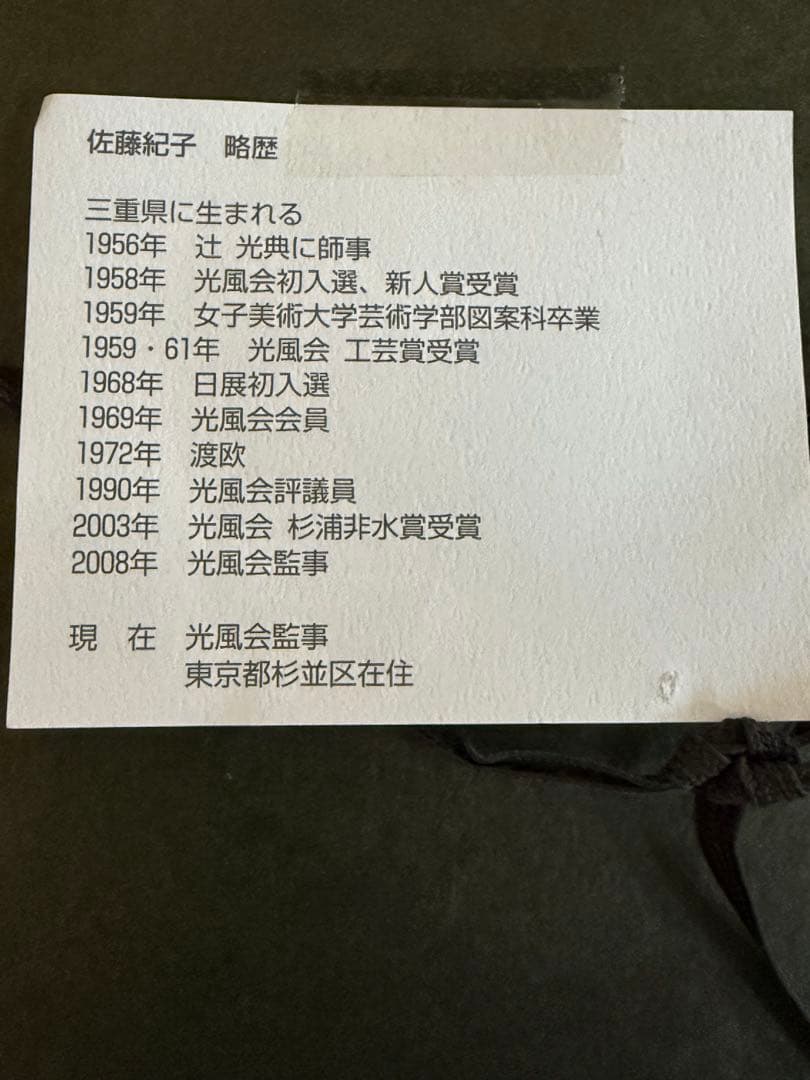 佐藤紀子　略歴
三重県に生まれる
1956年　辻 光典に師事
1958年　光風会初入選、新人賞受賞
1959年　女子美術大学芸術学部図案科卒業
1959・61年　光風会 工芸賞受賞
1968年　日展初入選
1969年　光風会会員
1972年　渡欧
1990年　光風会評議員
2003年　光風会 杉浦非水賞受賞
2008年　光風会監事
現　在　光風会監事
東京都杉並区在住